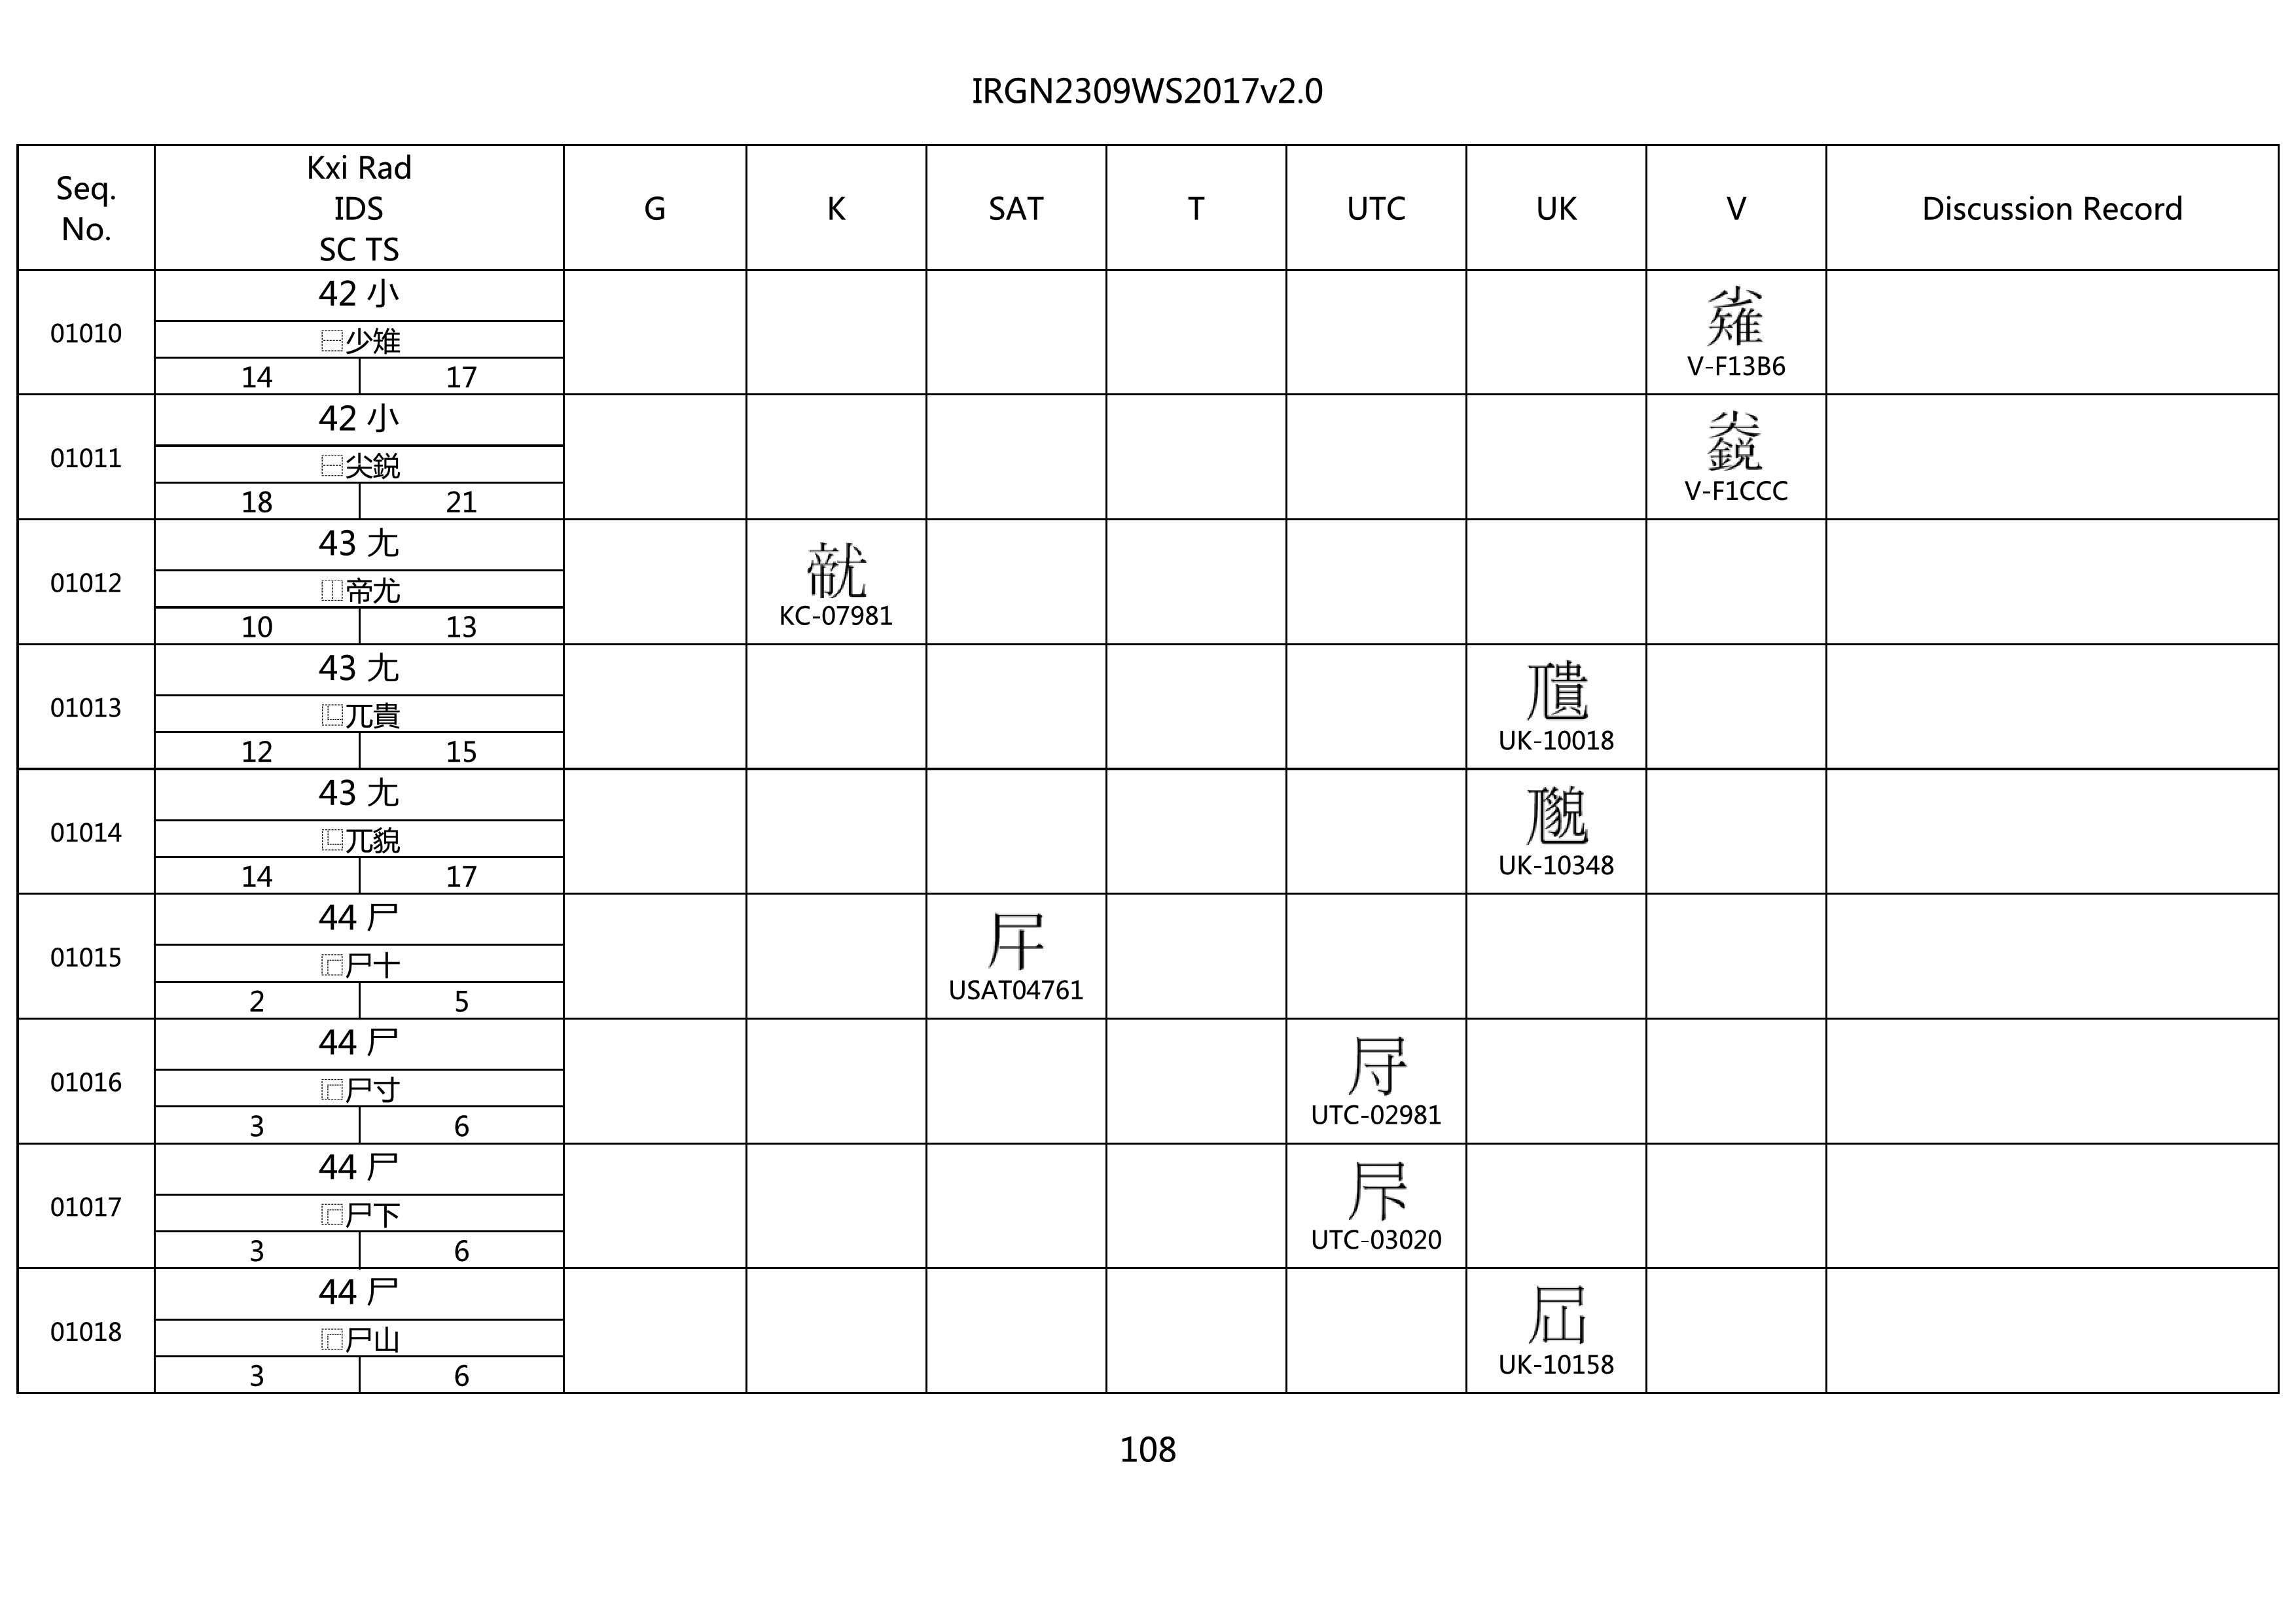 IRGN2309WS2017v2.0
Seq. No. Kxi Rad IDS SC TS G K SAT T UTC UK V Discussion Record
01010
42 小
⿱少雉
14 17
V-F13B6
01011
42 小
⿱尖鋭
18 21
V-F1CCC
01012
43 尢
⿰帝尤
10 13
KC-07981
01013
43 尢
⿺兀貴
12 15
UK-10018
01014
43 尢
⿺兀貌
14 17
UK-10348
01015
44 尸
⿸尸十
2 5
USAT04761
01016
44 尸
⿸尸寸
3 6
UTC-02981
01017
44 尸
⿸尸下
3 6
UTC-03020
01018
44 尸
⿸尸山
3 6
UK-10158
108